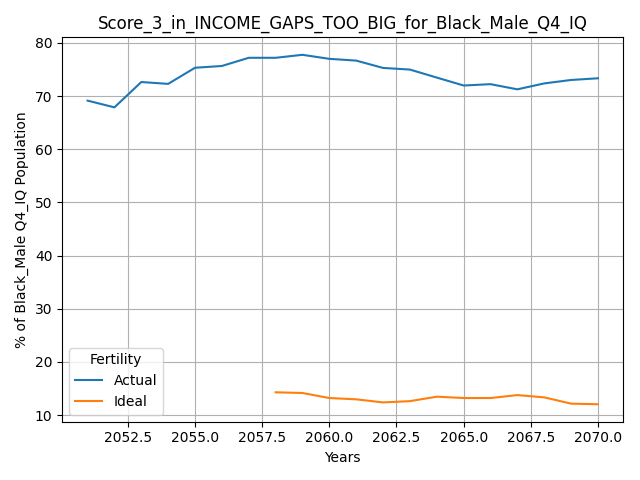 Score_3_in_INCOME_GAPS_TOO_BIG_for_Black_Male_Q4_IQ
% of Black_Male Q4_IQ Population
80
70
60
50
40
30
20
10
Fertility
Actual
Ideal
2052.5 2055.0 2057.5 2060.0 2062.5 2065.0 2067.5 2070.0
Years